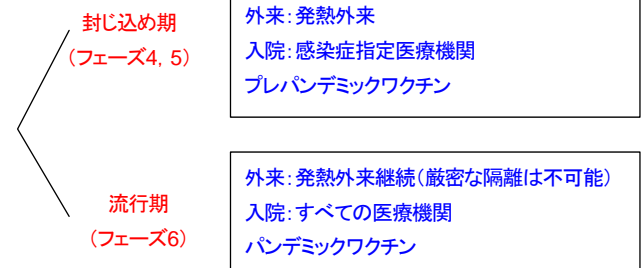 封じ込め期
(フェーズ4, 5)
外来:発熱外来
入院:感染症指定医療機関
プレパンデミックワクチン
流行期
(フェーズ6)
外来:発熱外来継続(厳密な隔離は不可能)
入院:すべての医療機関
パンデミックワクチン